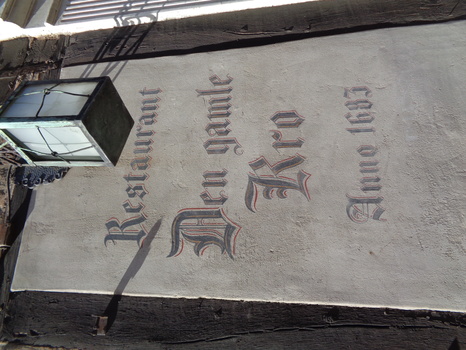 Restaurant
Den gamle
Kro
Anno 1683